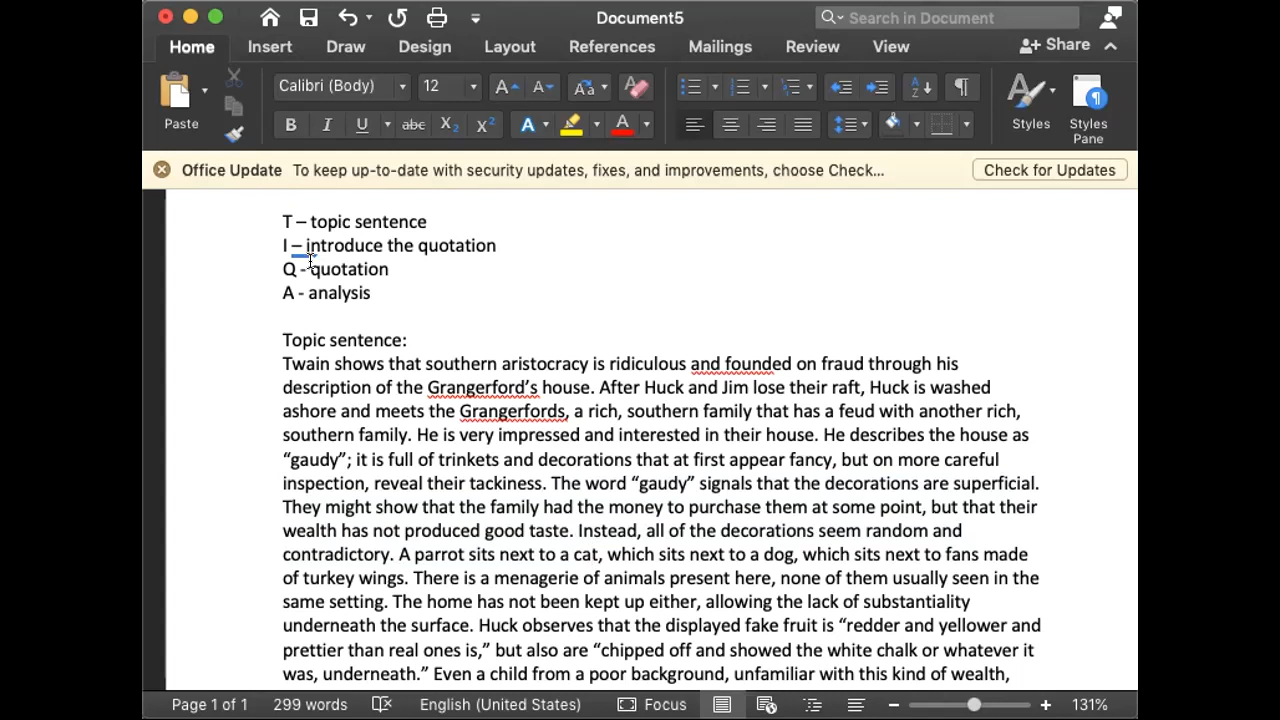 Document5
Search in Document
Home Insert Draw Design Layout References Mailings Review View Share
Paste Calibri (Body) 12 Styles Styles Pane
Office Update To keep up-to-date with security updates, fixes, and improvements, choose Check... Check for Updates
T – topic sentence
I – introduce the quotation
Q - quotation
A - analysis
Topic sentence:
Twain shows that southern aristocracy is ridiculous and founded on fraud through his
description of the Grangerford’s house. After Huck and Jim lose their raft, Huck is washed
ashore and meets the Grangerfords, a rich, southern family that has a feud with another rich,
southern family. He is very impressed and interested in their house. He describes the house as
“gaudy”; it is full of trinkets and decorations that at first appear fancy, but on more careful
inspection, reveal their tackiness. The word “gaudy” signals that the decorations are superficial.
They might show that the family had the money to purchase them at some point, but that their
wealth has not produced good taste. Instead, all of the decorations seem random and
contradictory. A parrot sits next to a cat, which sits next to a dog, which sits next to fans made
of turkey wings. There is a menagerie of animals present here, none of them usually seen in the
same setting. The home has not been kept up either, allowing the lack of substantiality
underneath the surface. Huck observes that the displayed fake fruit is “redder and yellower and
prettier than real ones is,” but also are “chipped off and showed the white chalk or whatever it
was, underneath.” Even a child from a poor background, unfamiliar with this kind of wealth,
Page 1 of 1 299 words English (United States) Focus 131%